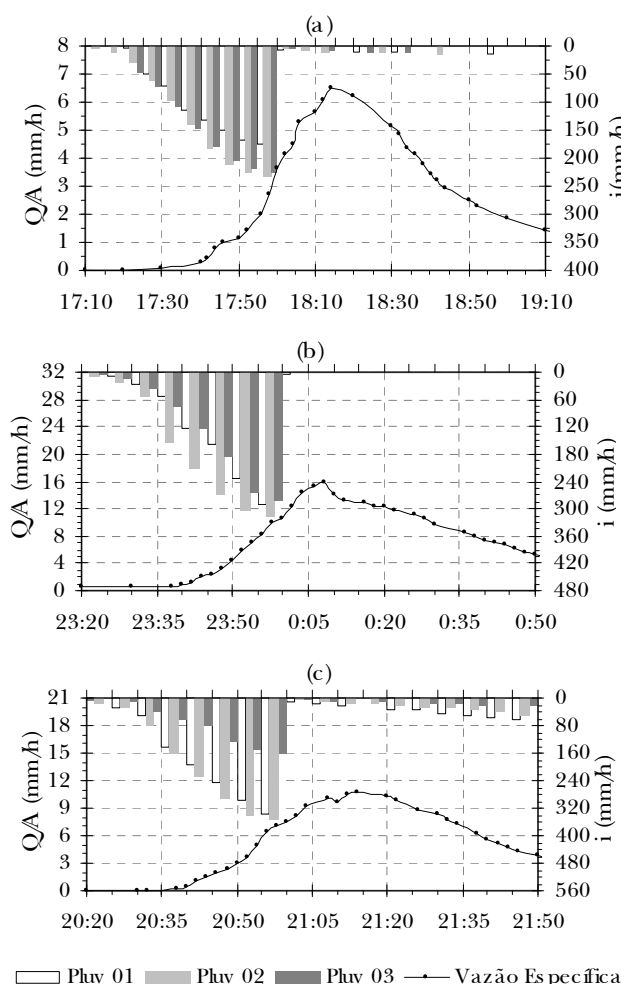 (a)
8 0
7 50
6 100
5 150
4 200
3 250
2 300
1 350
0 400
Q/A (mm/h)
i(mm/h)
17:10 17:30 17:50 18:10 18:30 18:50 19:10
(b)
32 0
28 60
24 120
20 180
16 240
12 300
8 360
4 420
0 480
Q/A (mm/h)
i (mm/h)
23:20 23:35 23:50 0:05 0:20 0:35 0:50
(c)
21 0
18 80
15 160
12 240
9 320
6 400
3 480
0 560
Q/A (mm/h)
i (mm/h)
20:20 20:35 20:50 21:05 21:20 21:35 21:50
Pluv 01 Pluv 02 Pluv 03 Vazão Específica